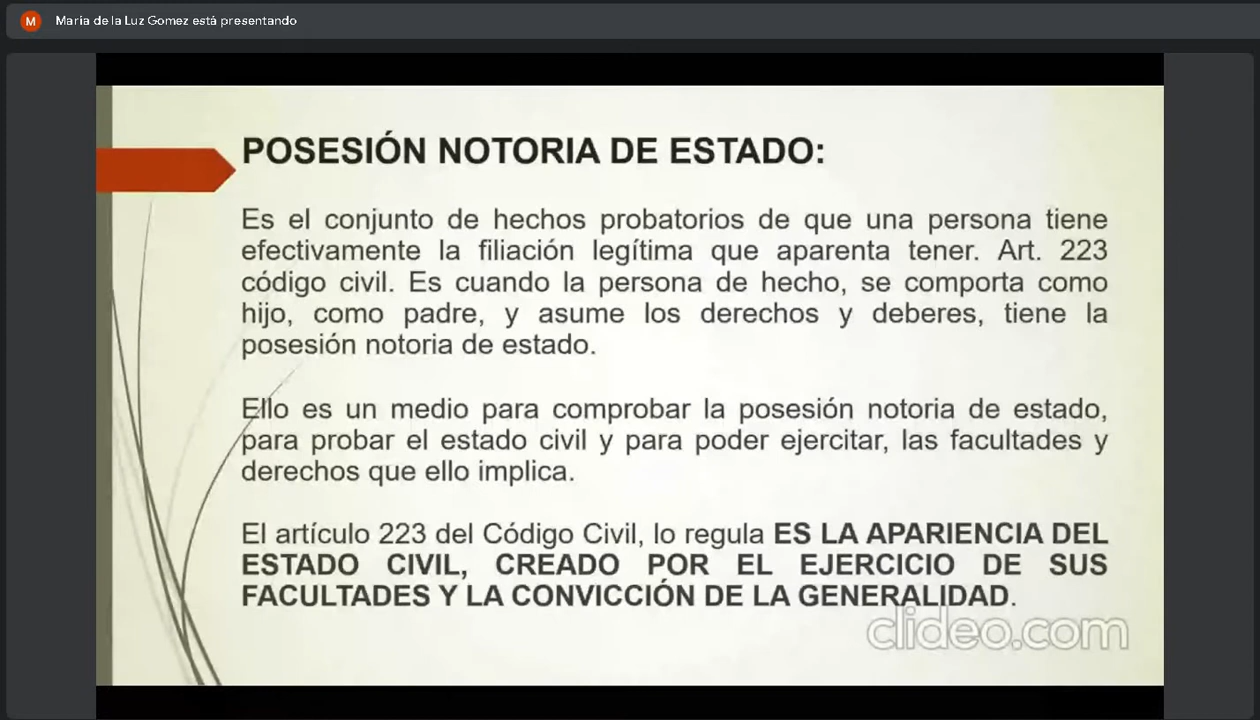 M
Maria de la Luz Gomez está presentando
POSESIÓN NOTORIA DE ESTADO:
Es el conjunto de hechos probatorios de que una persona tiene
efectivamente la filiación legítima que aparenta tener. Art. 223
código civil. Es cuando la persona de hecho, se comporta como
hijo, como padre, y asume los derechos y deberes, tiene la
posesión notoria de estado.
Ello es un medio para comprobar la posesión notoria de estado,
para probar el estado civil y para poder ejercitar, las facultades y
derechos que ello implica.
El artículo 223 del Código Civil, lo regula ES LA APARIENCIA DEL
ESTADO CIVIL, CREADO POR EL EJERCICIO DE SUS
FACULTADES Y LA CONVICCIÓN DE LA GENERALIDAD.
clideo.com